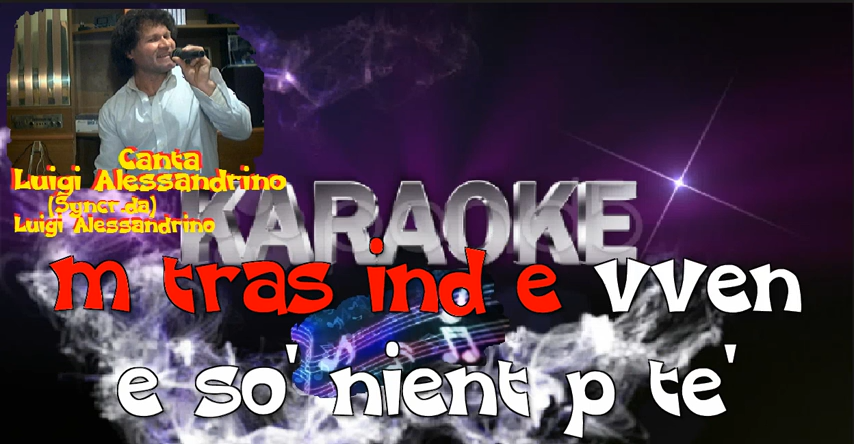 Canta
Luigi Alessandrino
(Syncr da)
Luigi Alessandrino
KARAOKE
m tras ind e vven
e so' nient p te'